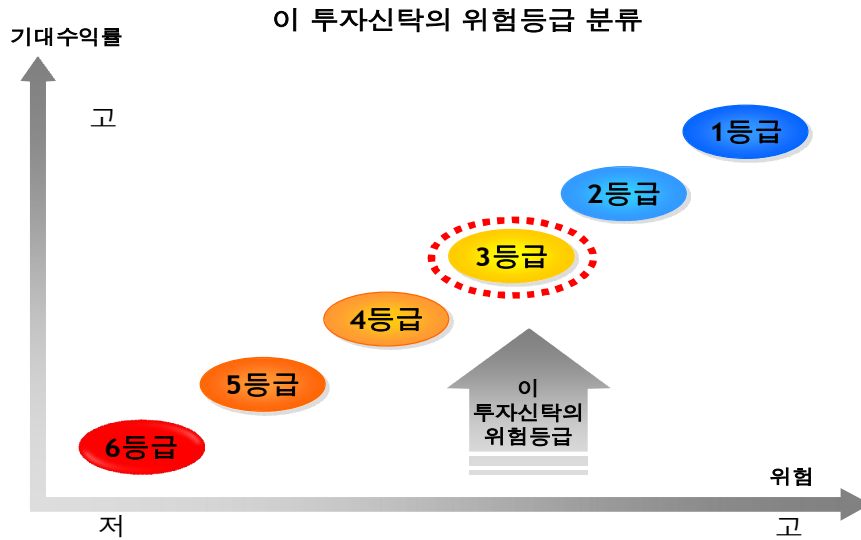 이 투자신탁의 위험등급 분류
기대수익률
고
1등급
2등급
3등급
4등급
5등급
6등급
이
투자신탁의
위험등급
위험
저
고